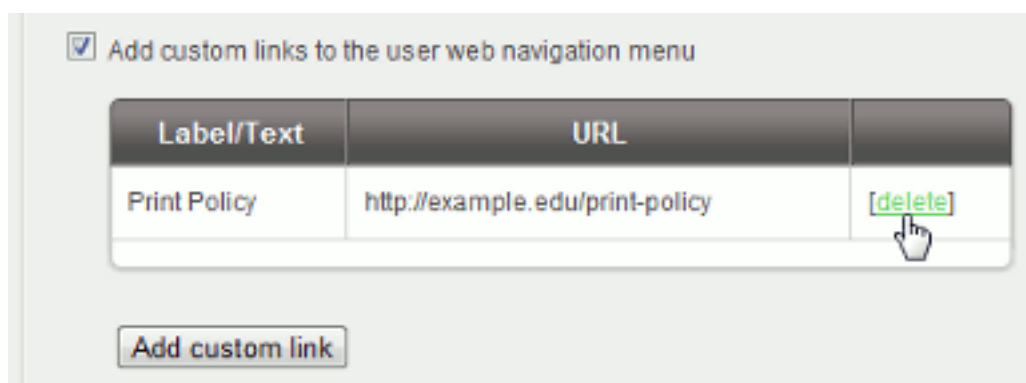 Add custom links to the user web navigation menu
Label/Text URL
Print Policy http://example.edu/print-policy [delete]
Add custom link